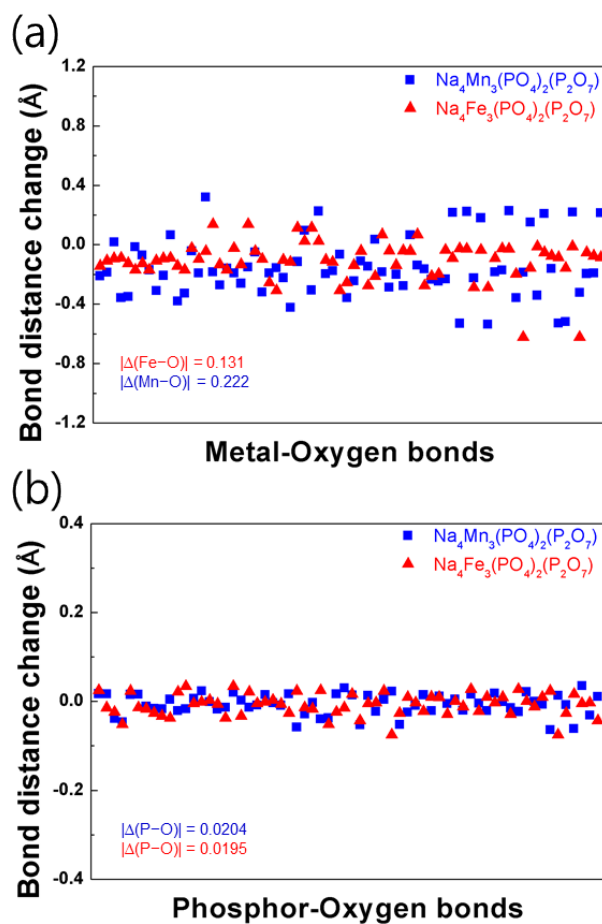 (a)
1.2
0.8
0.4
0.0
-0.4
-0.8
-1.2
Bond distance change (Å)
Na₄Mn₃(PO₄)₂(P₂O₇)
Na₄Fe₃(PO₄)₂(P₂O₇)
|Δ(Fe−O)| = 0.131
|Δ(Mn−O)| = 0.222
Metal-Oxygen bonds
(b)
0.4
0.2
0.0
-0.2
-0.4
Bond distance change (Å)
Na₄Mn₃(PO₄)₂(P₂O₇)
Na₄Fe₃(PO₄)₂(P₂O₇)
|Δ(P−O)| = 0.0204
|Δ(P−O)| = 0.0195
Phosphor-Oxygen bonds